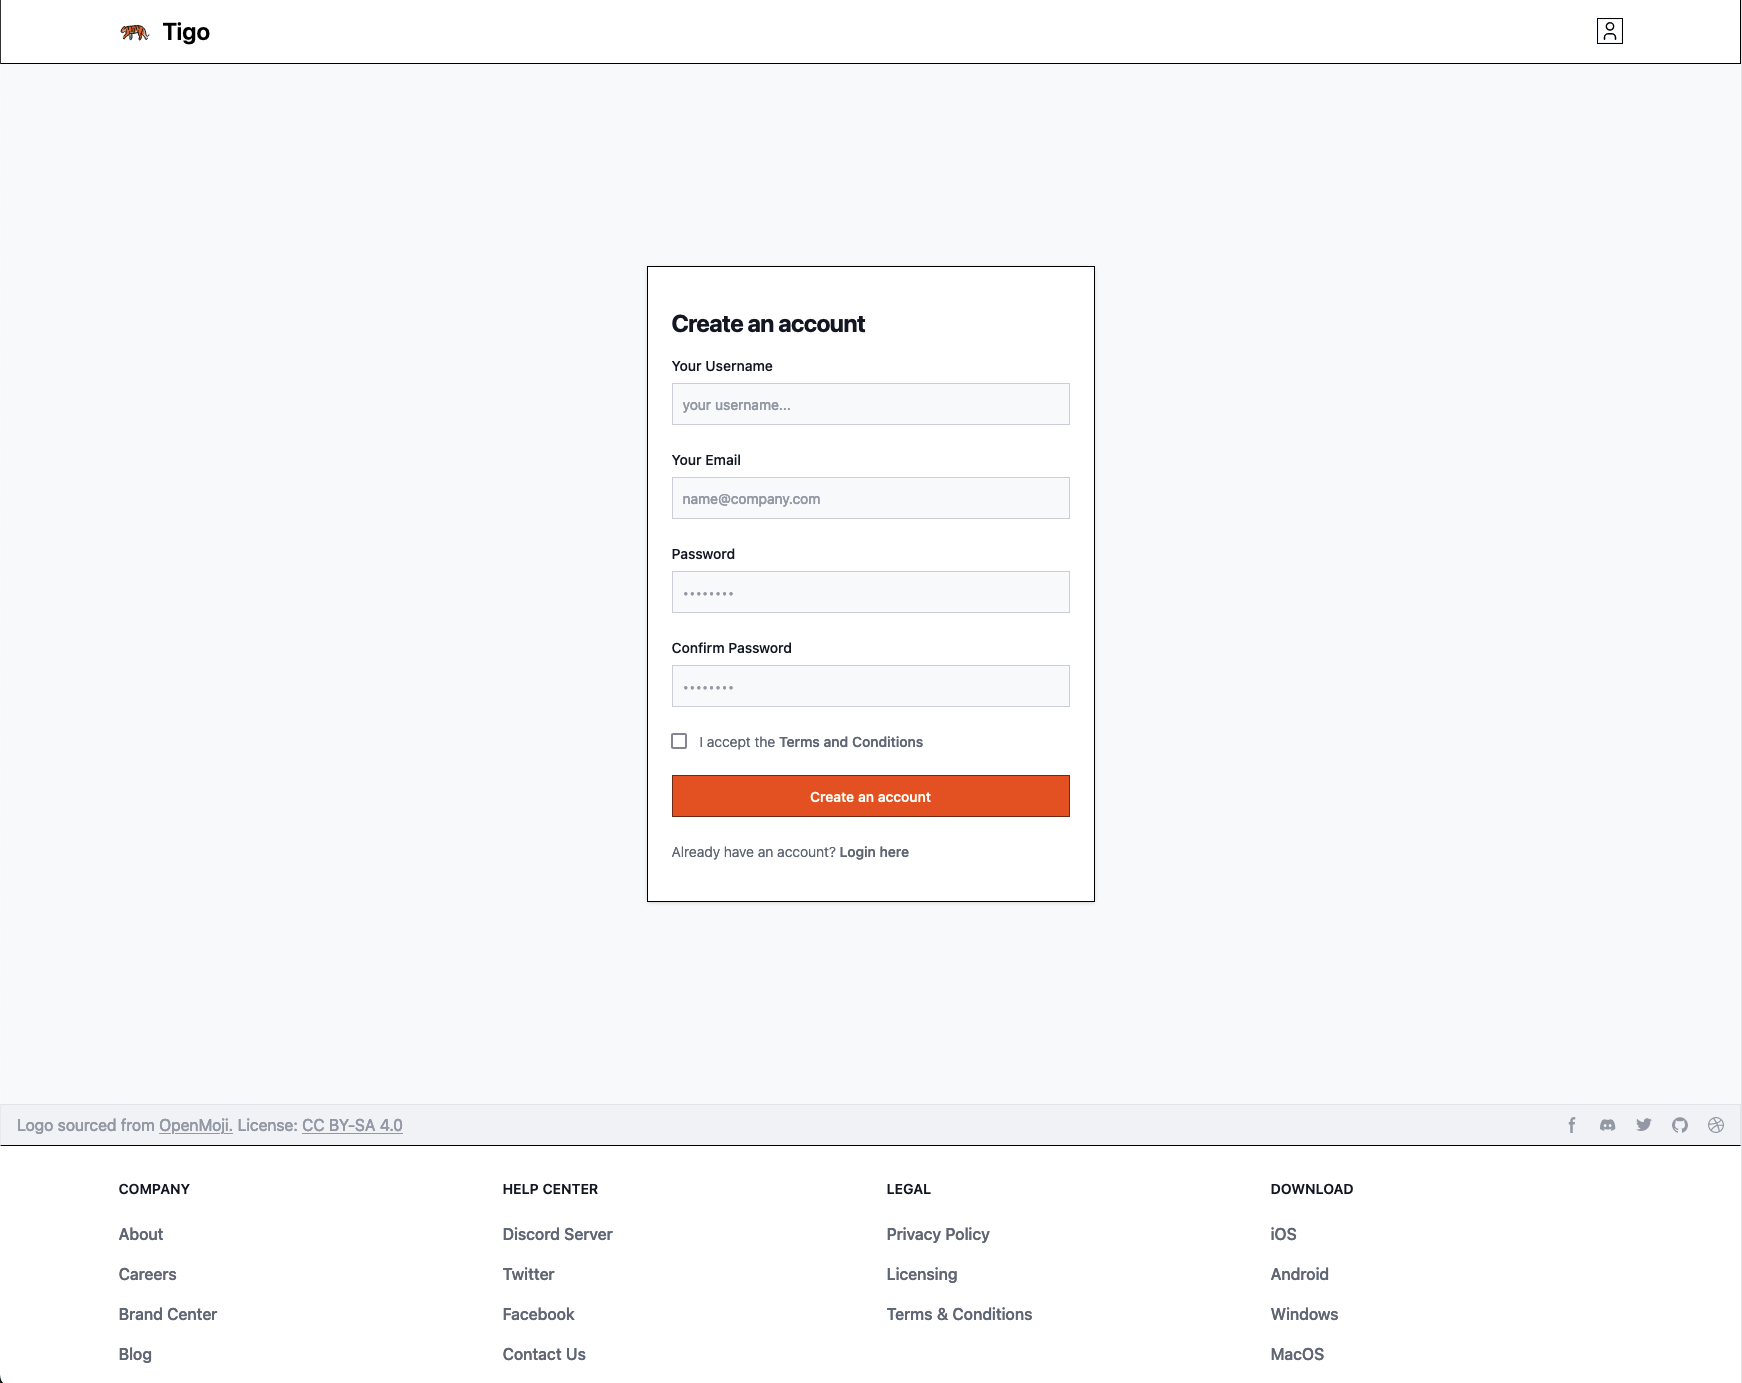 Tigo
Create an account
Your Username
your username...
Your Email
name@company.com
Password
••••••••
Confirm Password
••••••••
I accept the Terms and Conditions
Create an account
Already have an account? Login here
Logo sourced from OpenMoji. License: CC BY-SA 4.0
COMPANY
About
Careers
Brand Center
Blog
HELP CENTER
Discord Server
Twitter
Facebook
Contact Us
LEGAL
Privacy Policy
Licensing
Terms & Conditions
DOWNLOAD
iOS
Android
Windows
MacOS